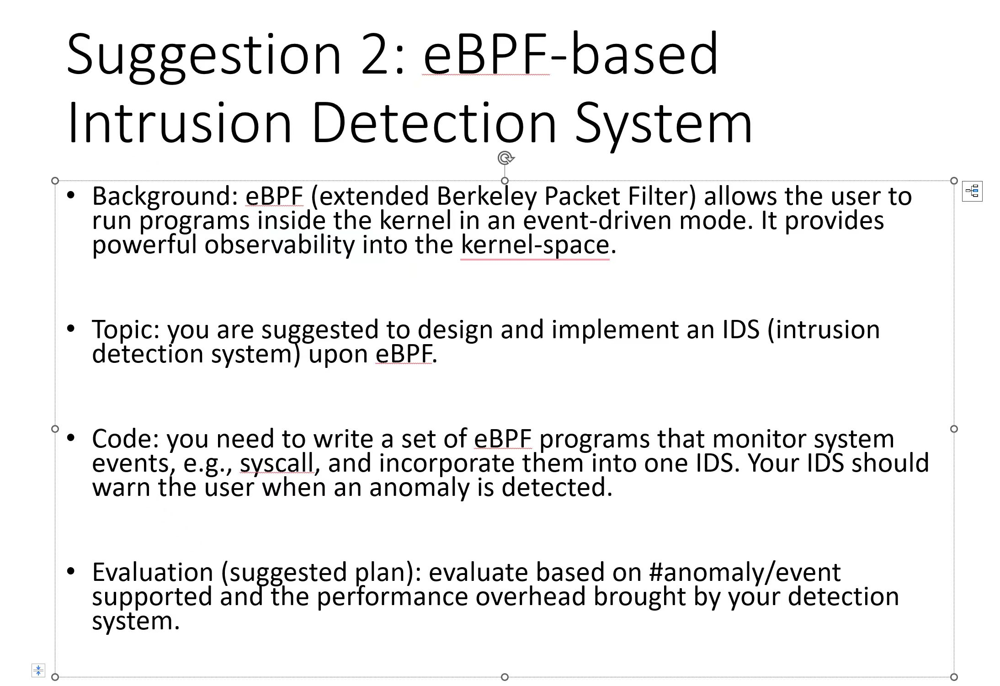 Suggestion 2: eBPF-based
Intrusion Detection System
• Background: eBPF (extended Berkeley Packet Filter) allows the user to
run programs inside the kernel in an event-driven mode. It provides
powerful observability into the kernel-space.
• Topic: you are suggested to design and implement an IDS (intrusion
detection system) upon eBPF.
• Code: you need to write a set of eBPF programs that monitor system
events, e.g., syscall, and incorporate them into one IDS. Your IDS should
warn the user when an anomaly is detected.
• Evaluation (suggested plan): evaluate based on #anomaly/event
supported and the performance overhead brought by your detection
system.